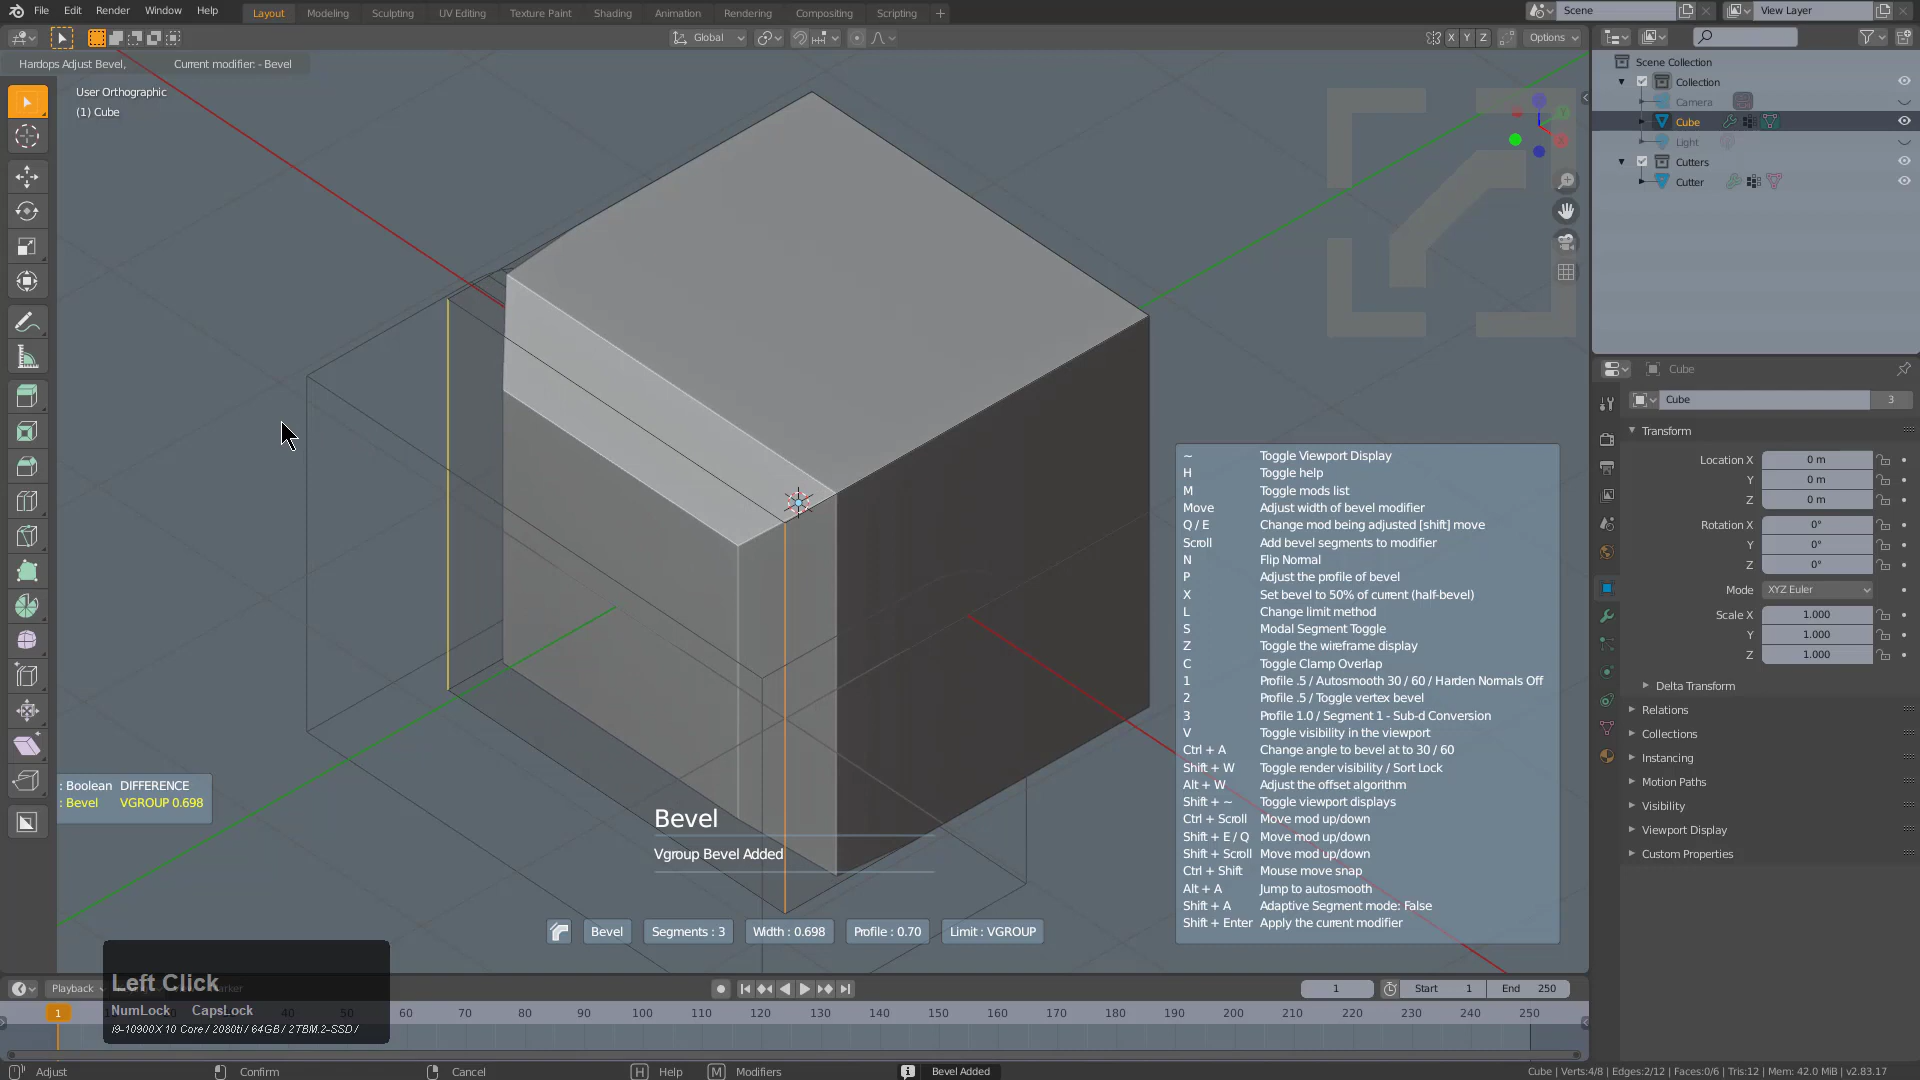 File Edit Render Window Help
Layout Modeling Sculpting UV Editing Texture Paint Shading Animation Rendering Compositing Scripting +
Scene
View Layer
Global
X Y Z
Options
Hardops Adjust Bevel, Current modifier: - Bevel
User Orthographic
(1) Cube
Scene Collection
Collection
Camera
Cube
Light
Cutters
Cutter
~ Toggle Viewport Display
H Toggle help
M Toggle mods list
Move Adjust width of bevel modifier
Q / E Change mod being adjusted [shift] move
Scroll Add bevel segments to modifier
N Flip Normal
P Adjust the profile of bevel
X Set bevel to 50% of current (half-bevel)
L Change limit method
S Modal Segment Toggle
Z Toggle the wireframe display
C Toggle Clamp Overlap
1 Profile .5 / Autosmooth 30 / 60 / Harden Normals Off
2 Profile .5 / Toggle vertex bevel
3 Profile 1.0 / Segment 1 - Sub-d Conversion
V Toggle visibility in the viewport
Ctrl + A Change angle to bevel at to 30 / 60
Shift + W Toggle render visibility / Sort Lock
Alt + W Adjust the offset algorithm
Shift + ~ Toggle viewport displays
Ctrl + Scroll Move mod up/down
Shift + E / Q Move mod up/down
Shift + Scroll Move mod up/down
Ctrl + Shift Mouse move snap
Alt + A Jump to autosmooth
Shift + A Adaptive Segment mode: False
Shift + Enter Apply the current modifier
Cube
Cube 3
Transform
Location X 0 m
Y 0 m
Z 0 m
Rotation X 0°
Y 0°
Z 0°
Mode XYZ Euler
Scale X 1.000
Y 1.000
Z 1.000
Delta Transform
Relations
Collections
Instancing
Motion Paths
Visibility
Viewport Display
Custom Properties
: Boolean DIFFERENCE
: Bevel VGROUP 0.698
Bevel
Vgroup Bevel Added
Bevel Segments : 3 Width : 0.698 Profile : 0.70 Limit : VGROUP
Left Click
NumLock CapsLock
i9-10900X 10 Core / 2080ti / 64GB / 2TBM.2-SSD /
Playback
1 Start 1 End 250
1 40 50 60 70 80 90 100 110 120 130 140 150 160 170 180 190 200 210 220 230 240 250
Adjust Confirm Cancel H Help M Modifiers Bevel Added
Cube | Verts:4/8 | Edges:2/12 | Faces:0/6 | Tris:12 | Mem: 42.0 MiB | v2.83.17